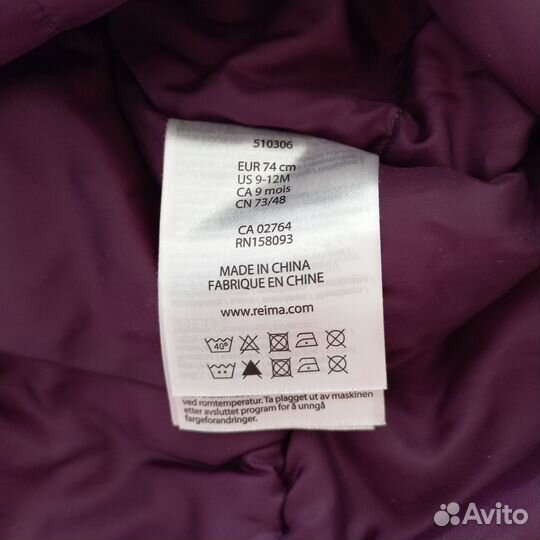 510306
EUR 74 cm
US 9-12M
CA 9 mois
CN 73/48
CA 02764
RN158093
MADE IN CHINA
FABRIQUE EN CHINE
www.reima.com
40°
ved romtemperatur. Ta plagget ut av maskinen
etter avsluttet program for å unngå
fargeforandringer.
Avito